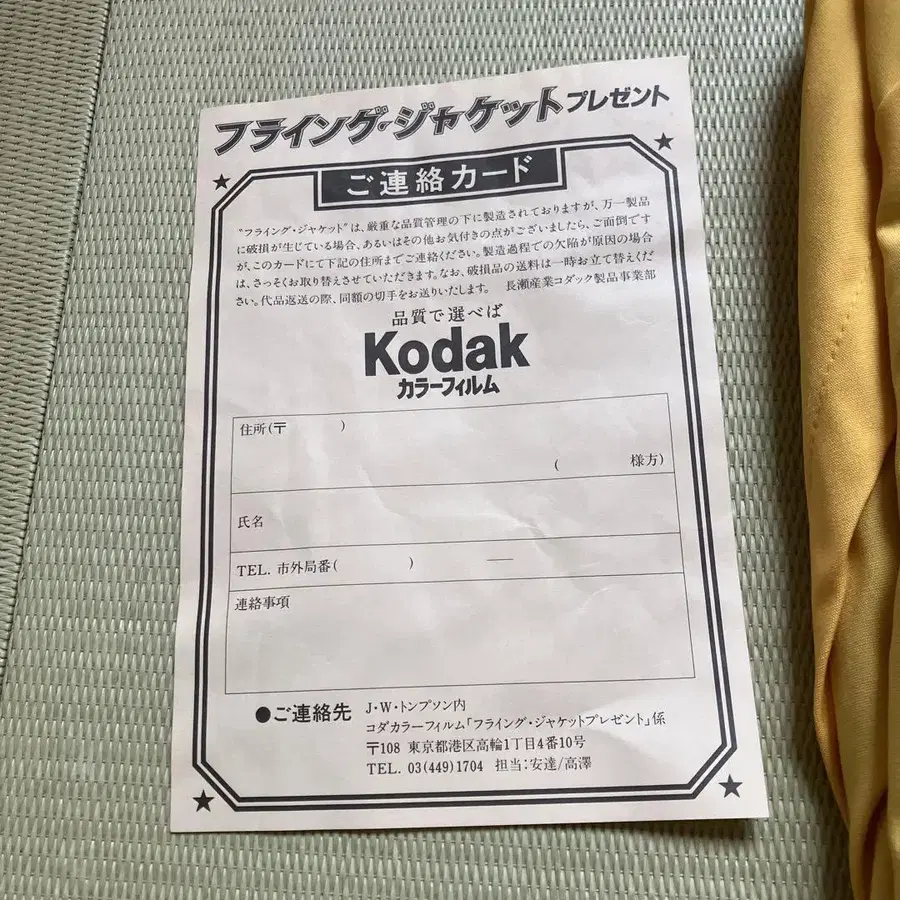 フライング・ジャケットプレゼント
ご連絡カード
"フライング・ジャケット"は、厳重な品質管理の下に製造されておりますが、万一製品
に破損が生じている場合、あるいはその他お気付きの点がございましたら、ご面倒です
が、このカードにて下記の住所までご連絡ください。製造過程での欠陥が原因の場合
は、さっそくお取り替えさせていただきます。なお、破損品の送料は一時お立て替えくだ
さい。代品返送の際、同額の切手をお送りいたします。 長瀬産業コダック製品事業部
品質で選べば
Kodak
カラーフィルム
住所(〒 )
( 様方)
氏名
TEL. 市外局番( ) —
連絡事項
●ご連絡先 J・W・トンプソン内
コダカラーフィルム「フライング・ジャケットプレゼント」係
〒108 東京都港区高輪1丁目4番10号
TEL. 03(449)1704 担当:安達/高澤